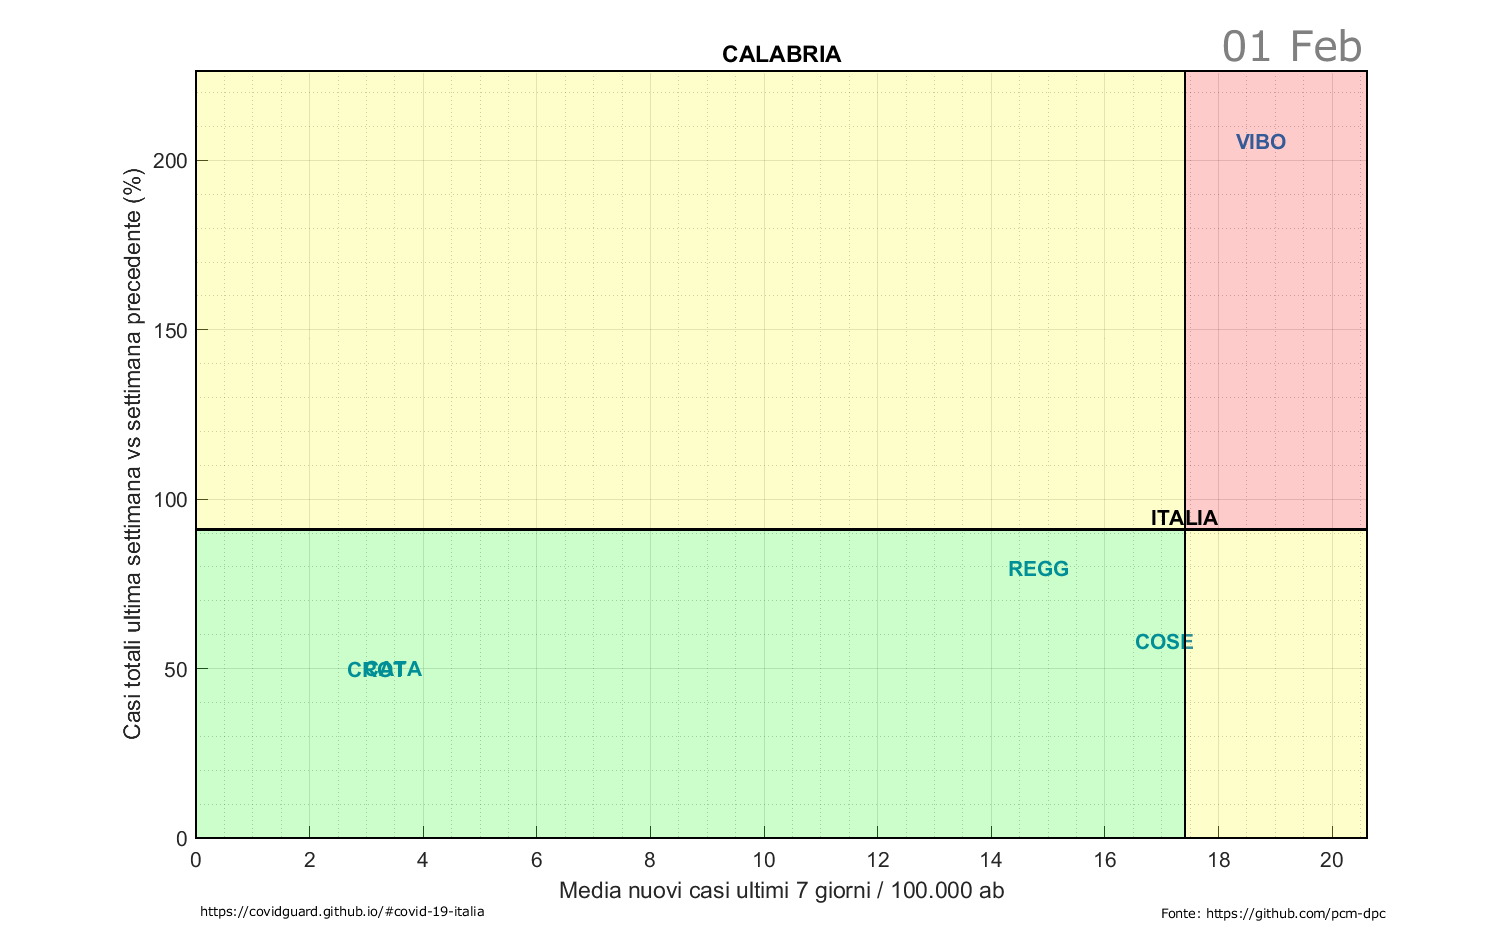 01 Feb
CALABRIA
Casi totali ultima settimana vs settimana precedente (%)
200
150
100
50
0
VIBO
ITALIA
REGG
COSE
CROT
CATA
0 2 4 6 8 10 12 14 16 18 20
Media nuovi casi ultimi 7 giorni / 100.000 ab
https://covidguard.github.io/#covid-19-italia
Fonte: https://github.com/pcm-dpc